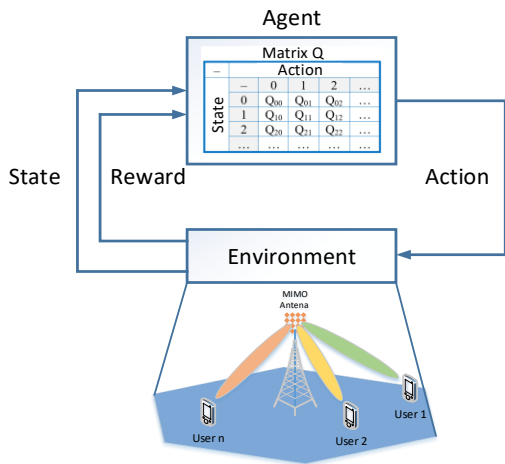 Agent
Matrix Q
– Action
– 0 1 2 ...
State
0 Q00 Q01 Q02 ...
1 Q10 Q11 Q12 ...
2 Q20 Q21 Q22 ...
... ... ... ... ...
State Reward Action
Environment
MIMO
Antena
User 1
User n
User 2